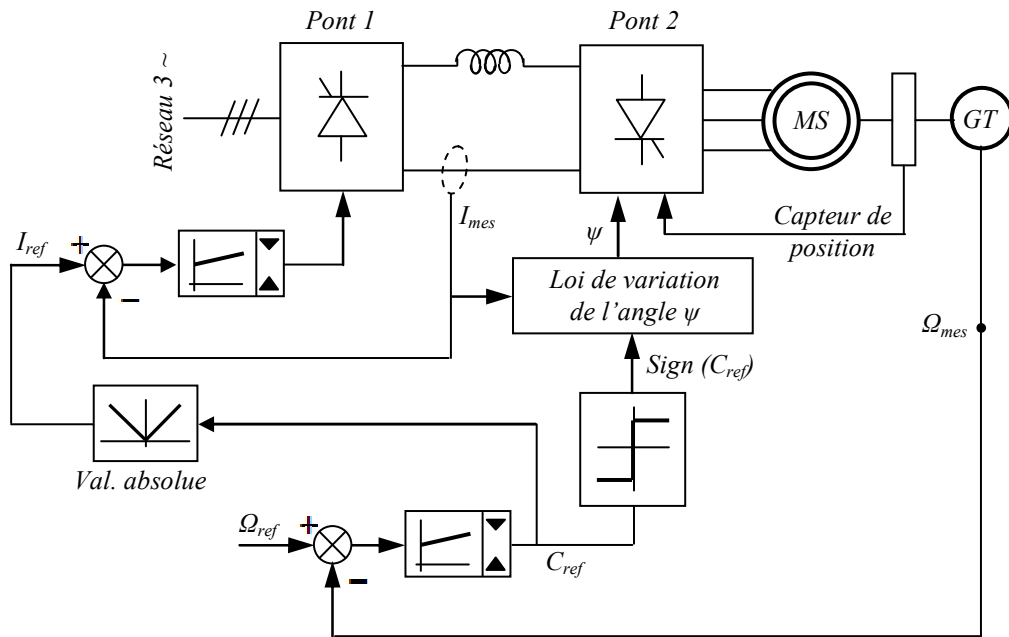 Pont 1
Pont 2
Réseau 3 ~
MS
GT
I_mes
Capteur de
position
ψ
I_ref
+
−
Loi de variation
de l'angle ψ
Ω_mes
Sign (C_ref)
Val. absolue
Ω_ref
+
−
C_ref